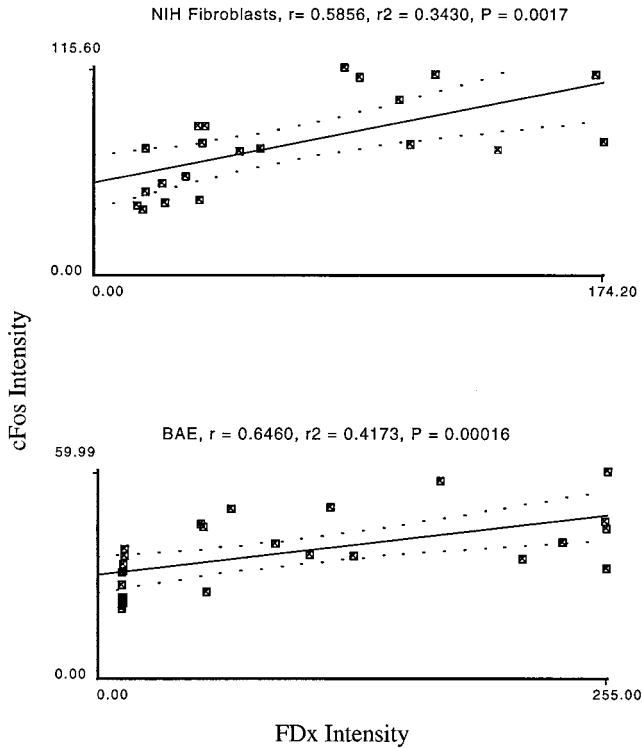 NIH Fibroblasts, r= 0.5856, r2 = 0.3430, P = 0.0017
115.60
0.00
0.00
174.20
cFos Intensity
BAE, r = 0.6460, r2 = 0.4173, P = 0.00016
59.99
0.00
0.00
255.00
FDx Intensity